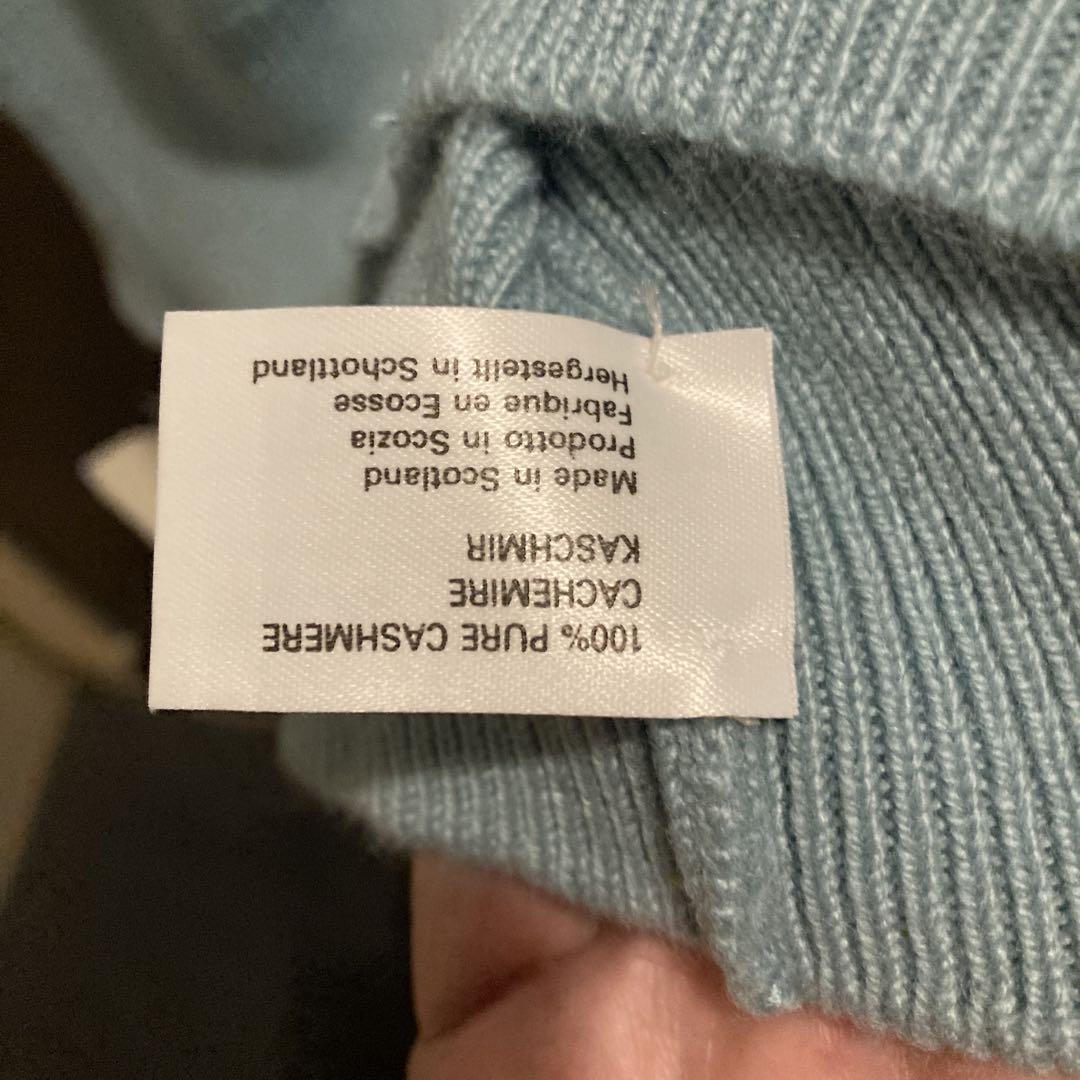 100% PURE CASHMERE
CACHEMIRE
KASCHMIR
Made in Scotland
Prodotto in Scozia
Fabrique en Ecosse
Hergestellt in Schottland